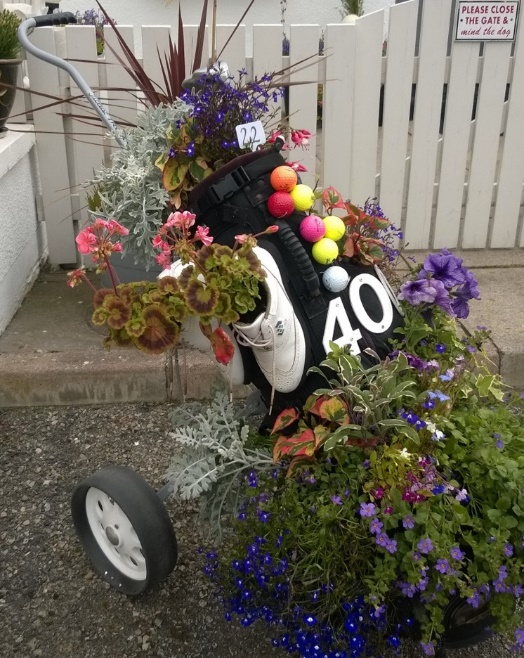 PLEASE CLOSE
THE GATE &
mind the dog
22
40